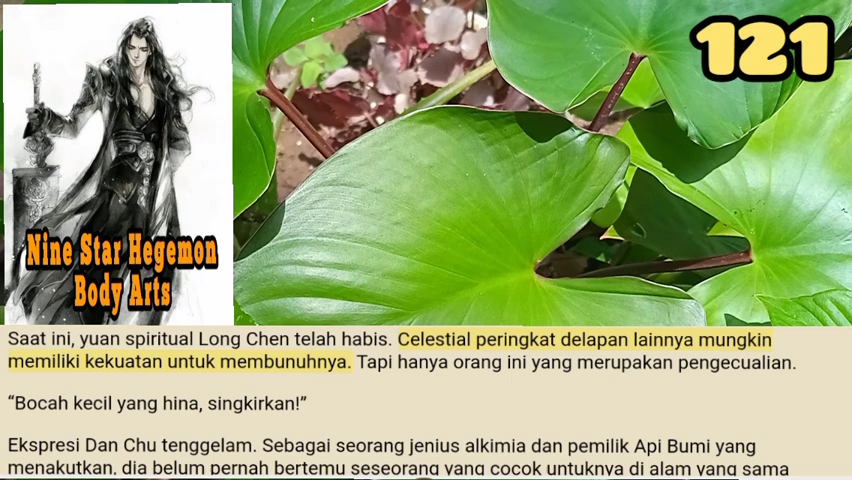 121
Nine Star Hegemon
Body Arts
Saat ini, yuan spiritual Long Chen telah habis. Celestial peringkat delapan lainnya mungkin
memiliki kekuatan untuk membunuhnya. Tapi hanya orang ini yang merupakan pengecualian.
“Bocah kecil yang hina, singkirkan!”
Ekspresi Dan Chu tenggelam. Sebagai seorang jenius alkimia dan pemilik Api Bumi yang
menakutkan, dia belum pernah bertemu seseorang yang cocok untuknya di alam yang sama